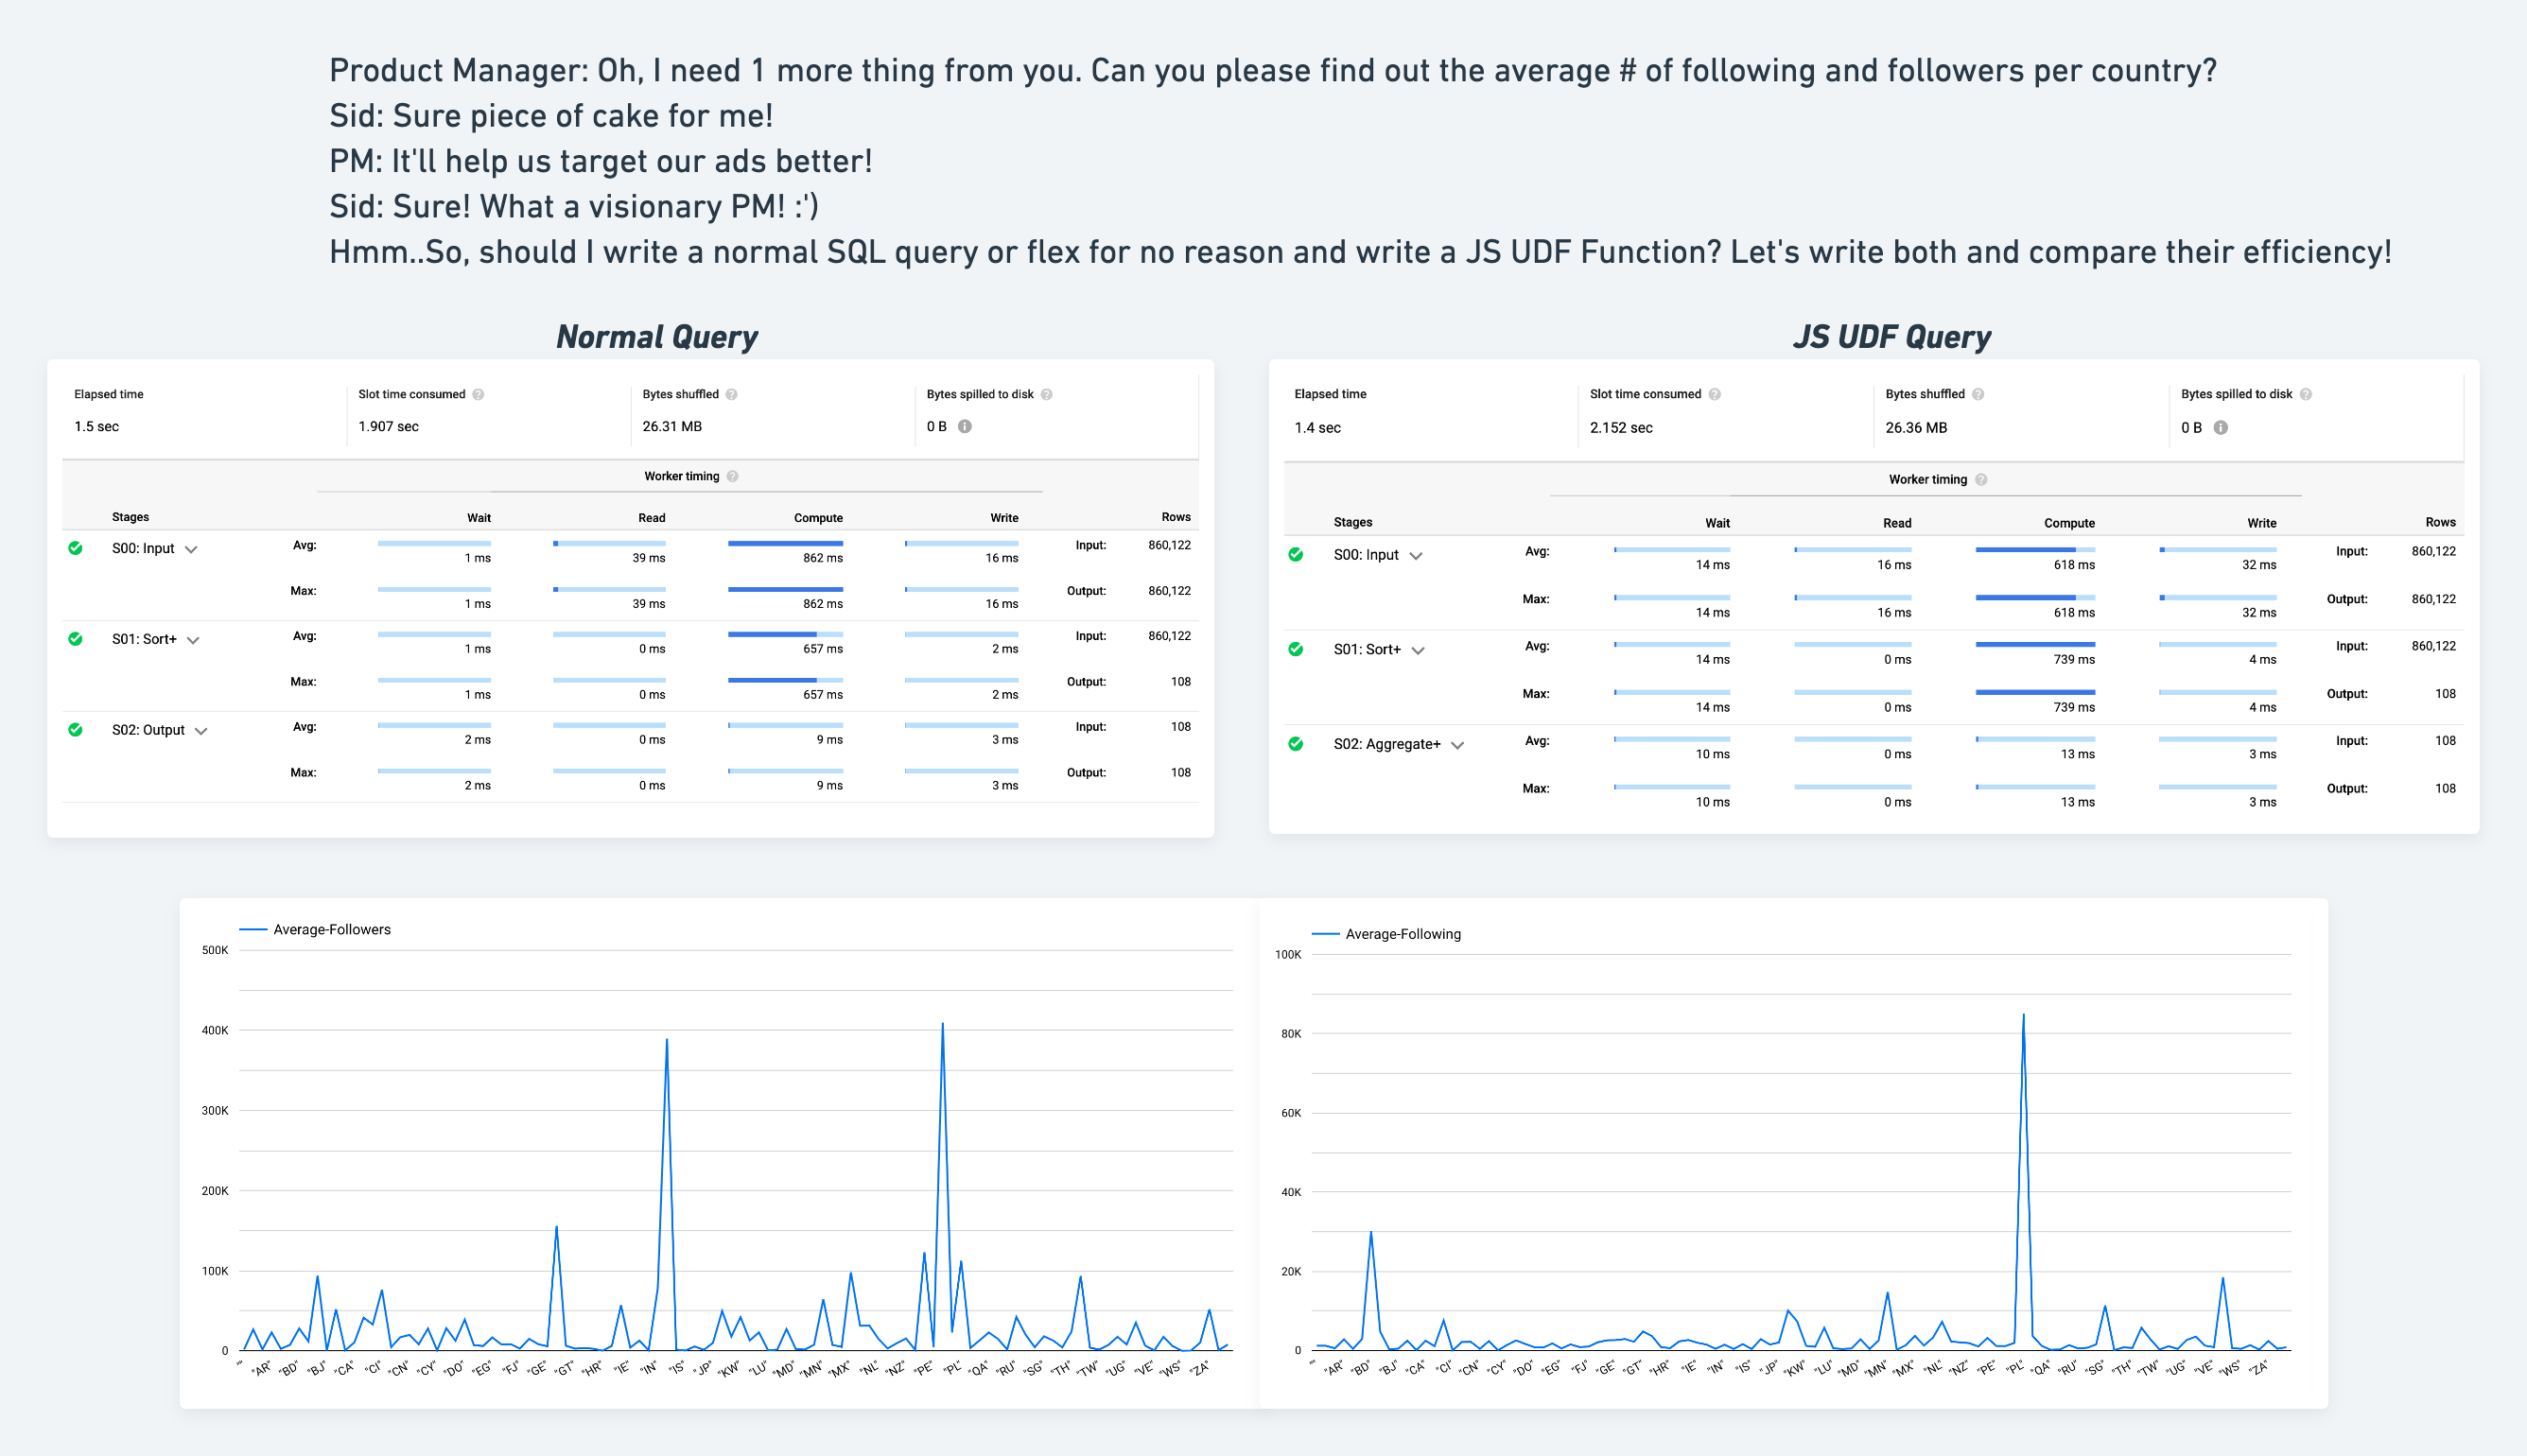 Product Manager: Oh, I need 1 more thing from you. Can you please find out the average # of following and followers per country?
Sid: Sure piece of cake for me!
PM: It'll help us target our ads better!
Sid: Sure! What a visionary PM! :')
Hmm..So, should I write a normal SQL query or flex for no reason and write a JS UDF Function? Let's write both and compare their efficiency!
Normal Query
Elapsed time Slot time consumed Bytes shuffled Bytes spilled to disk
1.5 sec 1.907 sec 26.31 MB 0 B
Worker timing
Stages Wait Read Compute Write Rows
S00: Input Avg: 1 ms 39 ms 862 ms 16 ms Input: 860,122
Max: 1 ms 39 ms 862 ms 16 ms Output: 860,122
S01: Sort+ Avg: 1 ms 0 ms 657 ms 2 ms Input: 860,122
Max: 1 ms 0 ms 657 ms 2 ms Output: 108
S02: Output Avg: 2 ms 0 ms 9 ms 3 ms Input: 108
Max: 2 ms 0 ms 9 ms 3 ms Output: 108
JS UDF Query
Elapsed time Slot time consumed Bytes shuffled Bytes spilled to disk
1.4 sec 2.152 sec 26.36 MB 0 B
Worker timing
Stages Wait Read Compute Write Rows
S00: Input Avg: 14 ms 16 ms 618 ms 32 ms Input: 860,122
Max: 14 ms 16 ms 618 ms 32 ms Output: 860,122
S01: Sort+ Avg: 14 ms 0 ms 739 ms 4 ms Input: 860,122
Max: 14 ms 0 ms 739 ms 4 ms Output: 108
S02: Aggregate+ Avg: 10 ms 0 ms 13 ms 3 ms Input: 108
Max: 10 ms 0 ms 13 ms 3 ms Output: 108
Average-Followers
500K
400K
300K
200K
100K
0
"" "AR" "BD" "BJ" "CA" "CI" "CN" "CY" "DO" "EG" "FJ" "GE" "GT" "HR" "IE" "IN" "IS" "JP" "KW" "LU" "MD" "MN" "MX" "NL" "NZ" "PE" "PL" "QA" "RU" "SG" "TH" "TW" "UG" "VE" "WS" "ZA"
Average-Following
100K
80K
60K
40K
20K
0
"" "AR" "BD" "BJ" "CA" "CI" "CN" "CY" "DO" "EG" "FJ" "GE" "GT" "HR" "IE" "IN" "IS" "JP" "KW" "LU" "MD" "MN" "MX" "NL" "NZ" "PE" "PL" "QA" "RU" "SG" "TH" "TW" "UG" "VE" "WS" "ZA"